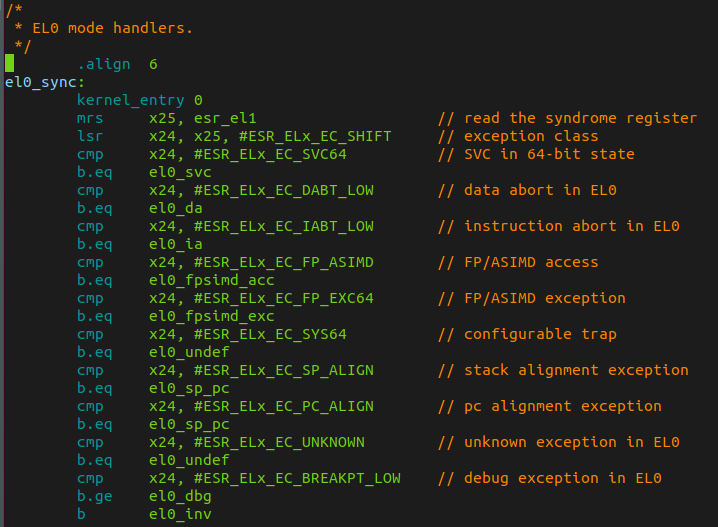 /*
 * EL0 mode handlers.
 */
        .align  6
el0_sync:
        kernel_entry 0
        mrs     x25, esr_el1                    // read the syndrome register
        lsr     x24, x25, #ESR_ELx_EC_SHIFT     // exception class
        cmp     x24, #ESR_ELx_EC_SVC64          // SVC in 64-bit state
        b.eq    el0_svc
        cmp     x24, #ESR_ELx_EC_DABT_LOW       // data abort in EL0
        b.eq    el0_da
        cmp     x24, #ESR_ELx_EC_IABT_LOW       // instruction abort in EL0
        b.eq    el0_ia
        cmp     x24, #ESR_ELx_EC_FP_ASIMD       // FP/ASIMD access
        b.eq    el0_fpsimd_acc
        cmp     x24, #ESR_ELx_EC_FP_EXC64       // FP/ASIMD exception
        b.eq    el0_fpsimd_exc
        cmp     x24, #ESR_ELx_EC_SYS64          // configurable trap
        b.eq    el0_undef
        cmp     x24, #ESR_ELx_EC_SP_ALIGN       // stack alignment exception
        b.eq    el0_sp_pc
        cmp     x24, #ESR_ELx_EC_PC_ALIGN       // pc alignment exception
        b.eq    el0_sp_pc
        cmp     x24, #ESR_ELx_EC_UNKNOWN        // unknown exception in EL0
        b.eq    el0_undef
        cmp     x24, #ESR_ELx_EC_BREAKPT_LOW    // debug exception in EL0
        b.ge    el0_dbg
        b       el0_inv